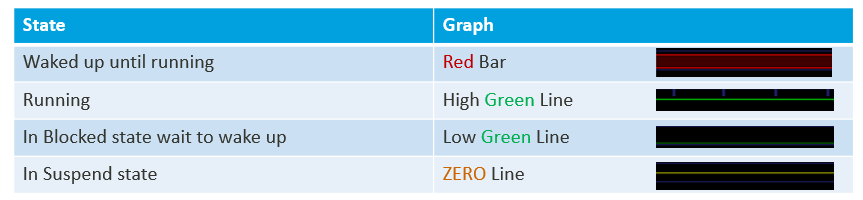 State Graph
Waked up until running Red Bar
Running High Green Line
In Blocked state wait to wake up Low Green Line
In Suspend state ZERO Line